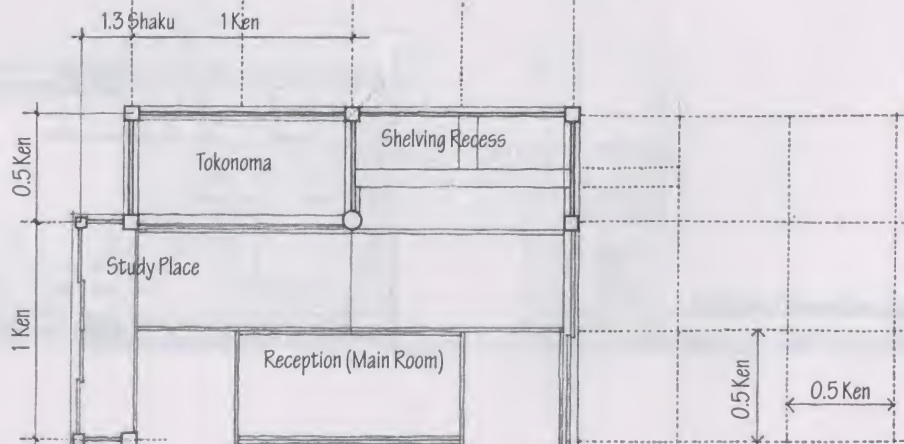 1.3 Shaku
1 Ken
0.5 Ken
Tokonoma
Shelving Recess
Study Place
1 Ken
Reception (Main Room)
0.5 Ken
0.5 Ken